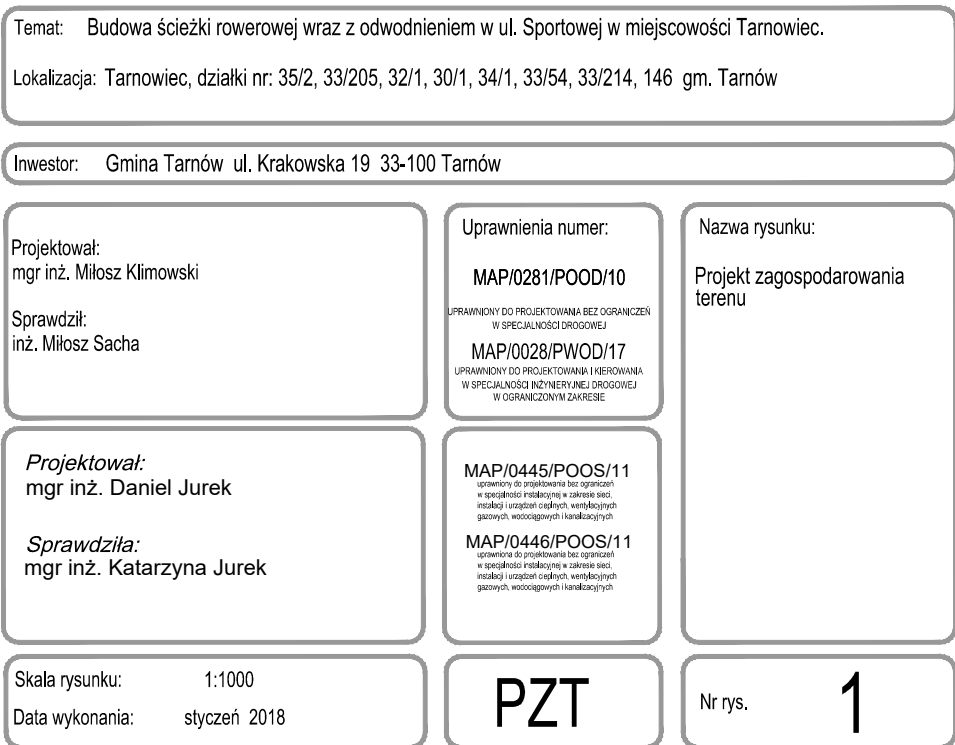 Temat: Budowa ścieżki rowerowej wraz z odwodnieniem w ul. Sportowej w miejscowości Tarnowiec.
Lokalizacja: Tarnowiec, działki nr: 35/2, 33/205, 32/1, 30/1, 34/1, 33/54, 33/214, 146 gm. Tarnów
Inwestor: Gmina Tarnów ul. Krakowska 19 33-100 Tarnów
Projektował:
mgr inż. Miłosz Klimowski
Sprawdził:
inż. Miłosz Sacha
Uprawnienia numer:
MAP/0281/POOD/10
UPRAWNIONY DO PROJEKTOWANIA BEZ OGRANICZEŃ
W SPECJALNOŚCI DROGOWEJ
MAP/0028/PWOD/17
UPRAWNIONY DO PROJEKTOWANIA I KIEROWANIA
W SPECJALNOŚCI INŻYNIERYJNEJ DROGOWEJ
W OGRANICZONYM ZAKRESIE
Nazwa rysunku:
Projekt zagospodarowania
terenu
Projektował:
mgr inż. Daniel Jurek
Sprawdziła:
mgr inż. Katarzyna Jurek
MAP/0445/POOS/11
uprawniony do projektowania bez ograniczeń
w specjalności instalacyjnej w zakresie sieci,
instalacji i urządzeń cieplnych, wentylacyjnych
gazowych, wodociągowych i kanalizacyjnych
MAP/0446/POOS/11
uprawniona do projektowania bez ograniczeń
w specjalności instalacyjnej w zakresie sieci,
instalacji i urządzeń cieplnych, wentylacyjnych
gazowych, wodociągowych i kanalizacyjnych
Skala rysunku: 1:1000
Data wykonania: styczeń 2018
PZT
Nr rys. 1